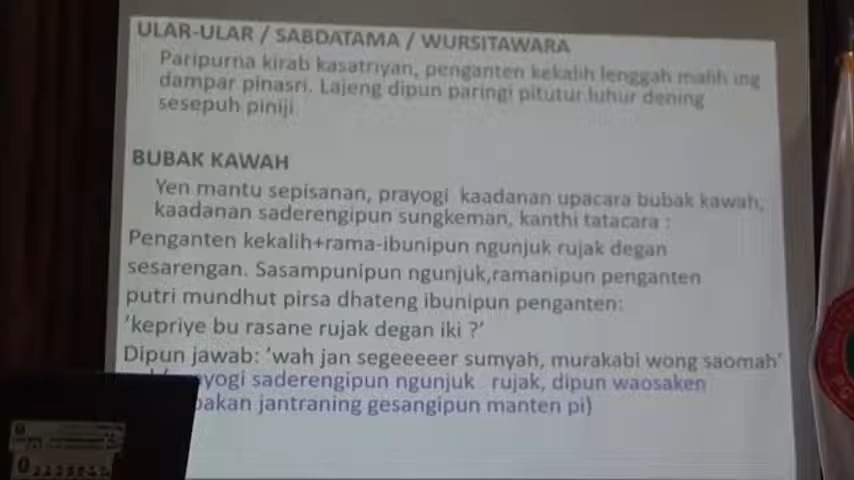 ULAR-ULAR / SABDATAMA / WURSITAWARA
Paripurna kirab kasatriyan, penganten kekalih lenggah malih ing
dampar pinasri. Lajeng dipun paringi pitutur luhur dening
sesepuh piniji.
BUBAK KAWAH
Yen mantu sepisanan, prayogi kaadanan upacara bubak kawah,
kaadanan saderengipun sungkeman, kanthi tatacara :
Penganten kekalih+rama-ibunipun ngunjuk rujak degan
sesarengan. Sasampunipun ngunjuk,ramanipun penganten
putri mundhut pirsa dhateng ibunipun penganten:
'kepriye bu rasane rujak degan iki ?'
Dipun jawab: 'wah jan segeeeeer sumyah, murakabi wong saomah'
ayogi saderengipun ngunjuk rujak, dipun waosaken
pakan jantraning gesangipun manten pi)